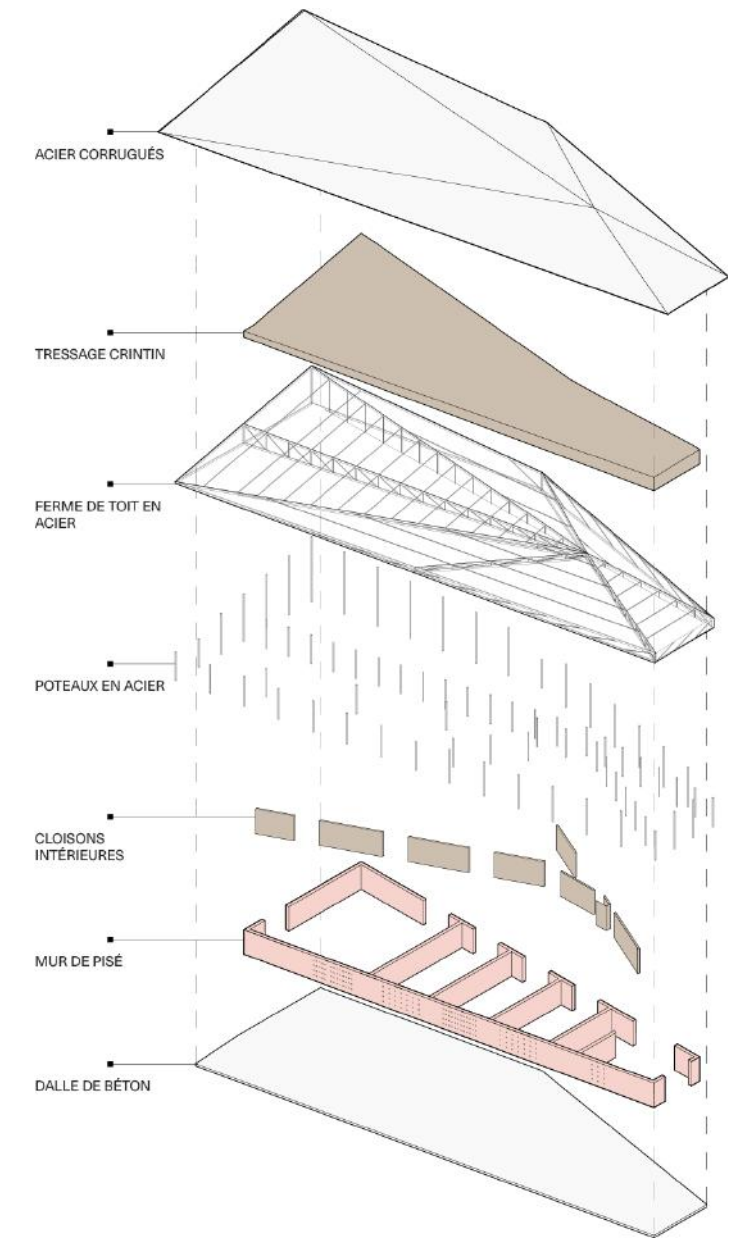 ACIER CORRUGUÉS
TRESSAGE CRINTIN
FERME DE TOIT EN
ACIER
POTEAUX EN ACIER
CLOISONS
INTÉRIEURES
MUR DE PISÉ
DALLE DE BÉTON